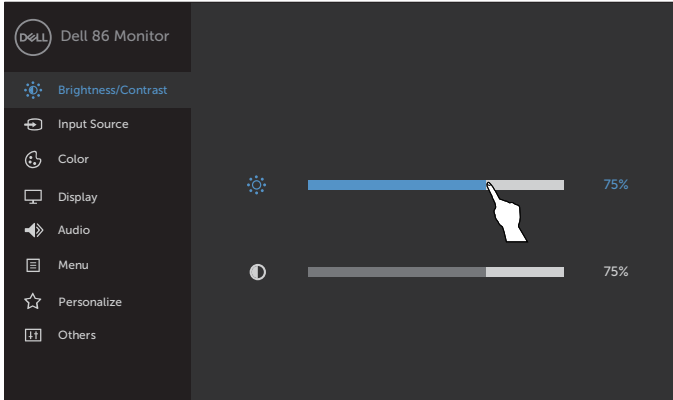 DELL Dell 86 Monitor
Brightness/Contrast
Input Source
Color
Display
Audio
Menu
Personalize
Others
75%
75%